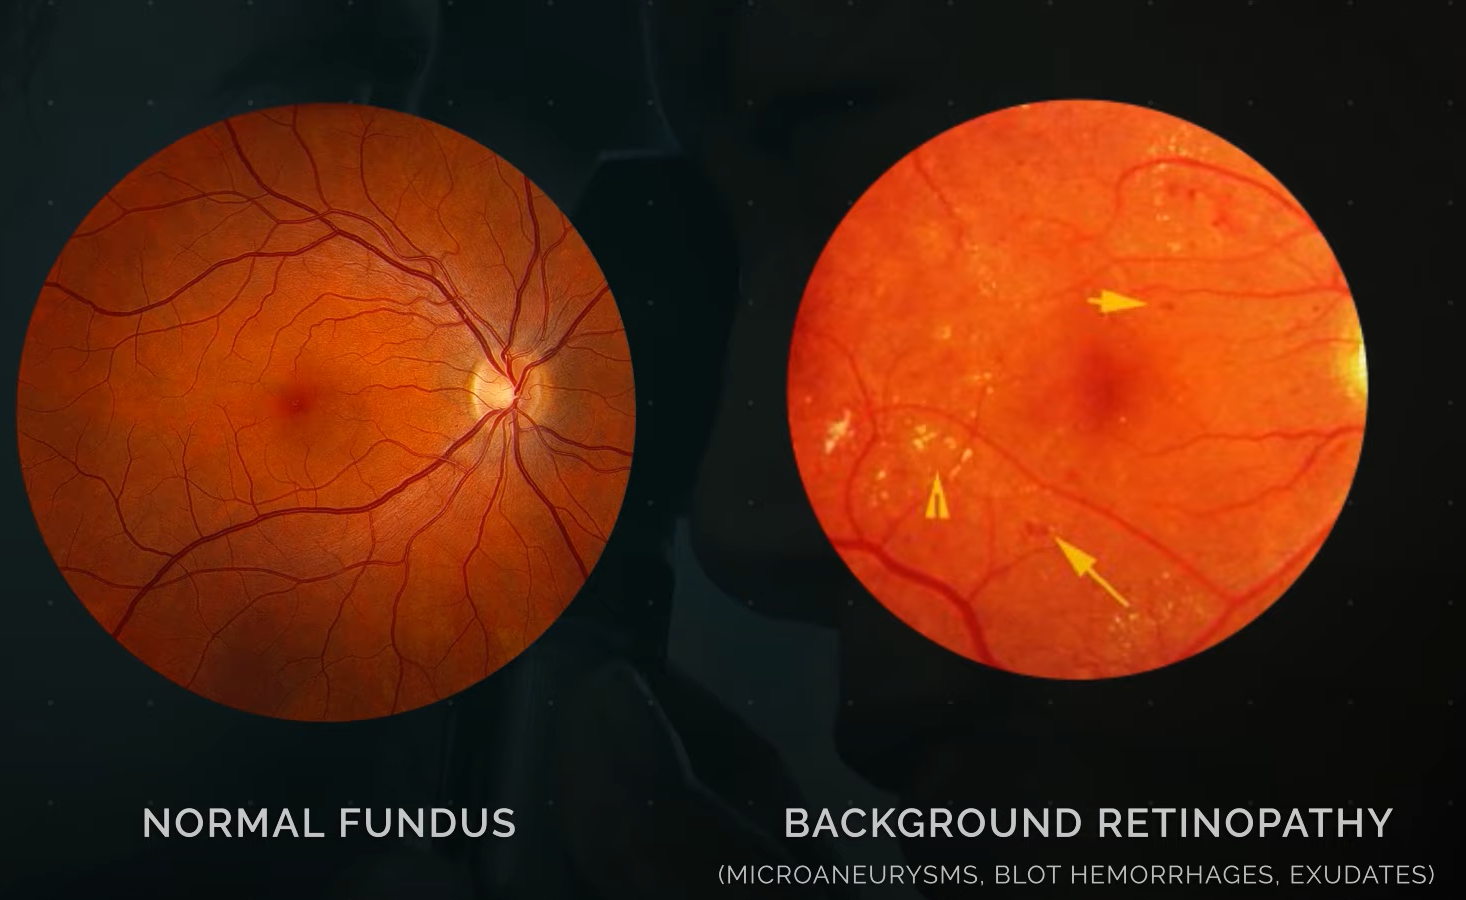 NORMAL FUNDUS
BACKGROUND RETINOPATHY
(MICROANEURYSMS, BLOT HEMORRHAGES, EXUDATES)